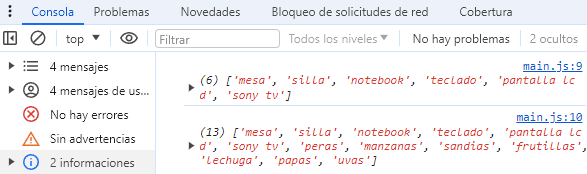 Consola Problemas Novedades Bloqueo de solicitudes de red Cobertura
top Filtrar Todos los niveles No hay problemas 2 ocultos
4 mensajes
4 mensajes de us...
No hay errores
Sin advertencias
2 informaciones
main.js:9
(6) ['mesa', 'silla', 'notebook', 'teclado', 'pantalla lc
d', 'sony tv']
main.js:10
(13) ['mesa', 'silla', 'notebook', 'teclado', 'pantalla lc
d', 'sony tv', 'peras', 'manzanas', 'sandias', 'frutillas',
'lechuga', 'papas', 'uvas']